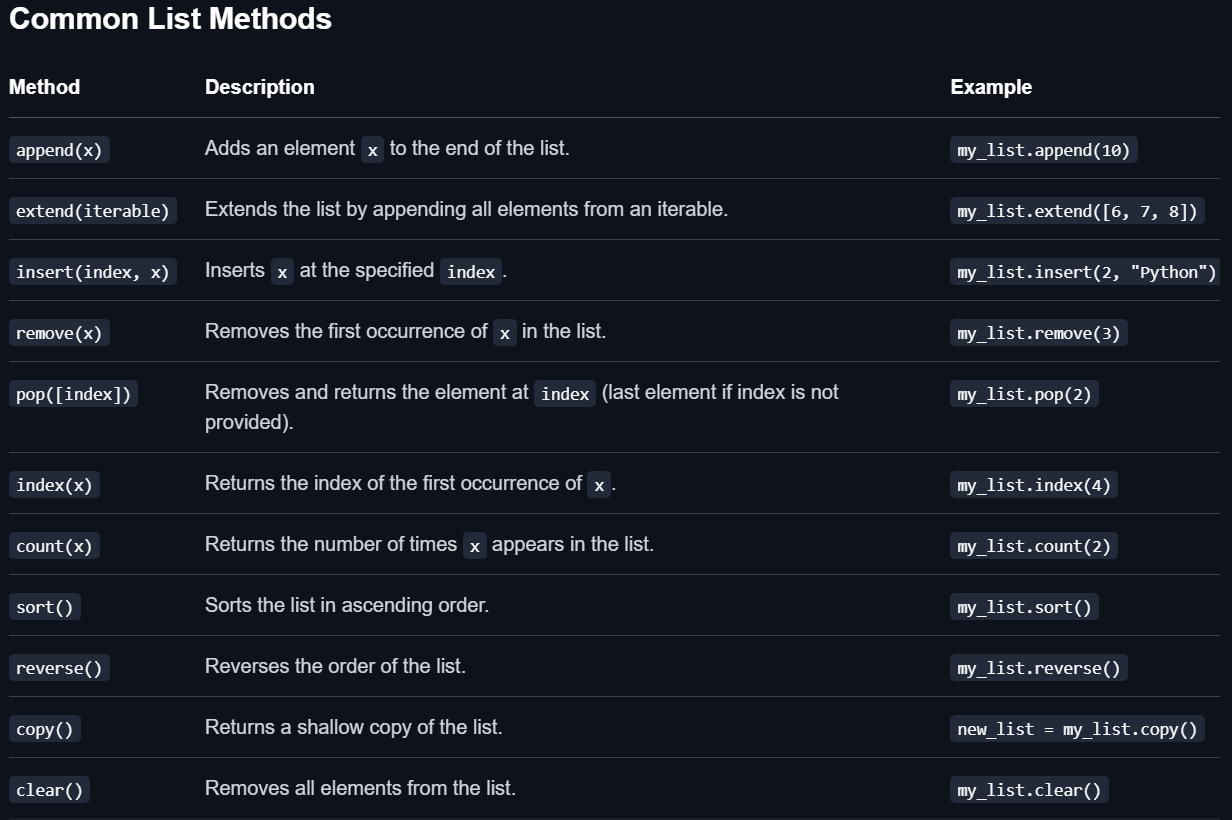 Common List Methods
Method Description Example
append(x) Adds an element x to the end of the list. my_list.append(10)
extend(iterable) Extends the list by appending all elements from an iterable. my_list.extend([6, 7, 8])
insert(index, x) Inserts x at the specified index. my_list.insert(2, "Python")
remove(x) Removes the first occurrence of x in the list. my_list.remove(3)
pop([index]) Removes and returns the element at index (last element if index is not my_list.pop(2)
provided).
index(x) Returns the index of the first occurrence of x. my_list.index(4)
count(x) Returns the number of times x appears in the list. my_list.count(2)
sort() Sorts the list in ascending order. my_list.sort()
reverse() Reverses the order of the list. my_list.reverse()
copy() Returns a shallow copy of the list. new_list = my_list.copy()
clear() Removes all elements from the list. my_list.clear()